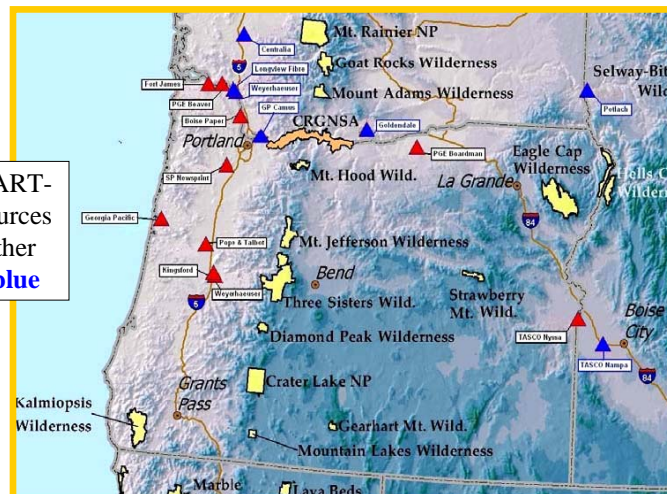 Mt. Rainier NP
Centralia
5
Goat Rocks Wilderness
Longview Fibre
Selway-Bit
Wil
Fort James
Weyerhaeuser
Mount Adams Wilderness
PGE Beaver
Potlach
Boise Paper
GP Camus
CRGNSA
Goldendale
Portland
PGE Boardman
Eagle Cap
Wilderness
ART-
urces
ther
blue
SP Newsprint
Mt. Hood Wild.
La Grande
Hells C
Wildern
Georgia Pacific
84
Pope & Talbot
Mt. Jefferson Wilderness
Kingsford
Bend
Weyerhaeuser
Three Sisters Wild.
Strawberry
Mt. Wild.
Boise
City
5
Diamond Peak Wilderness
TASCO Nyssa
TASCO Nampa
84
Crater Lake NP
Grants
Pass
Kalmiopsis
Wilderness
Gearhart Mt. Wild.
Mountain Lakes Wilderness
Marble
Lava Beds